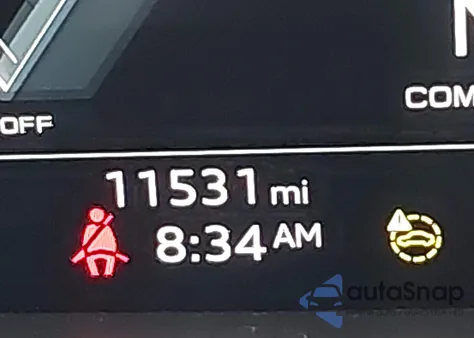 OFF
COM
11531 mi
8:34 AM
autoSnap